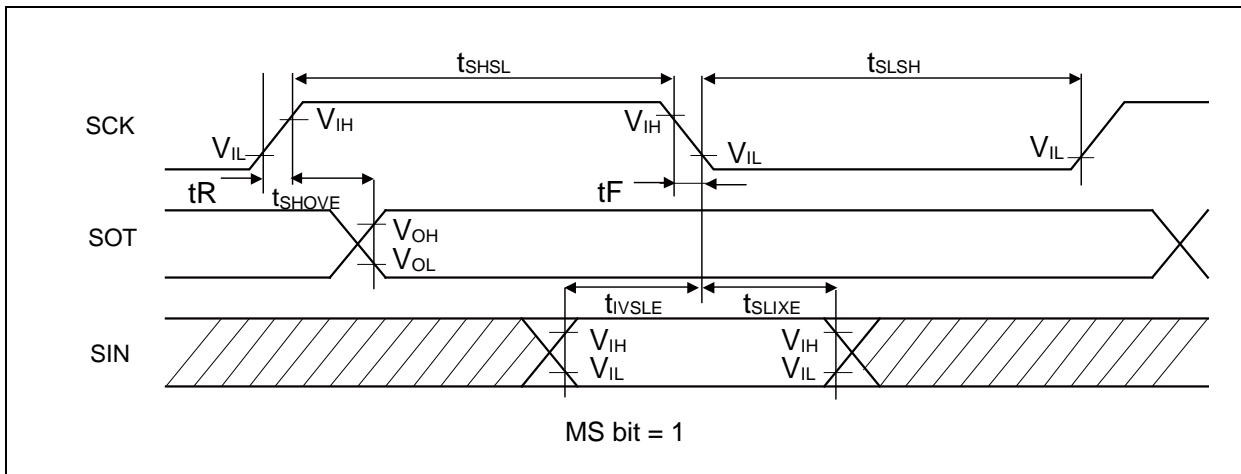 tSHSL tSLSH
SCK VIH VIH
VIL VIL VIL
tR tSHOVE tF
SOT VOH
VOL
tIVSLE tSLIXE
SIN VIH VIH
VIL VIL
MS bit = 1